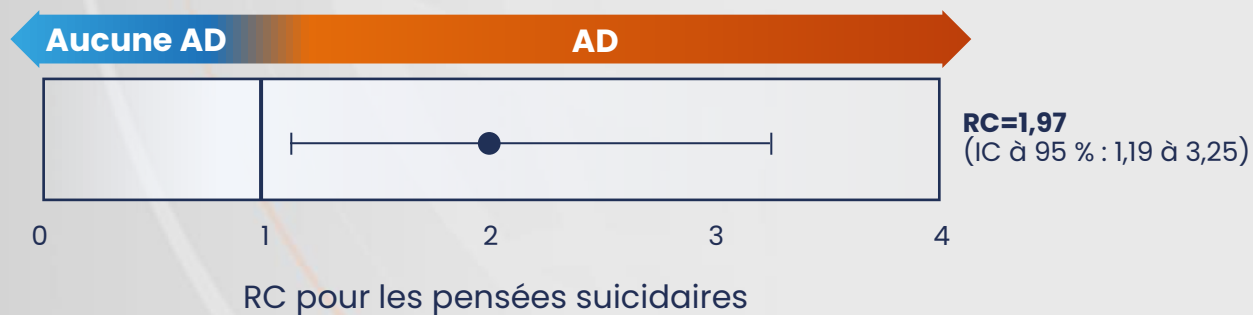 Aucune AD
AD
RC=1,97
(IC à 95 % : 1,19 à 3,25)
0 1 2 3 4
RC pour les pensées suicidaires